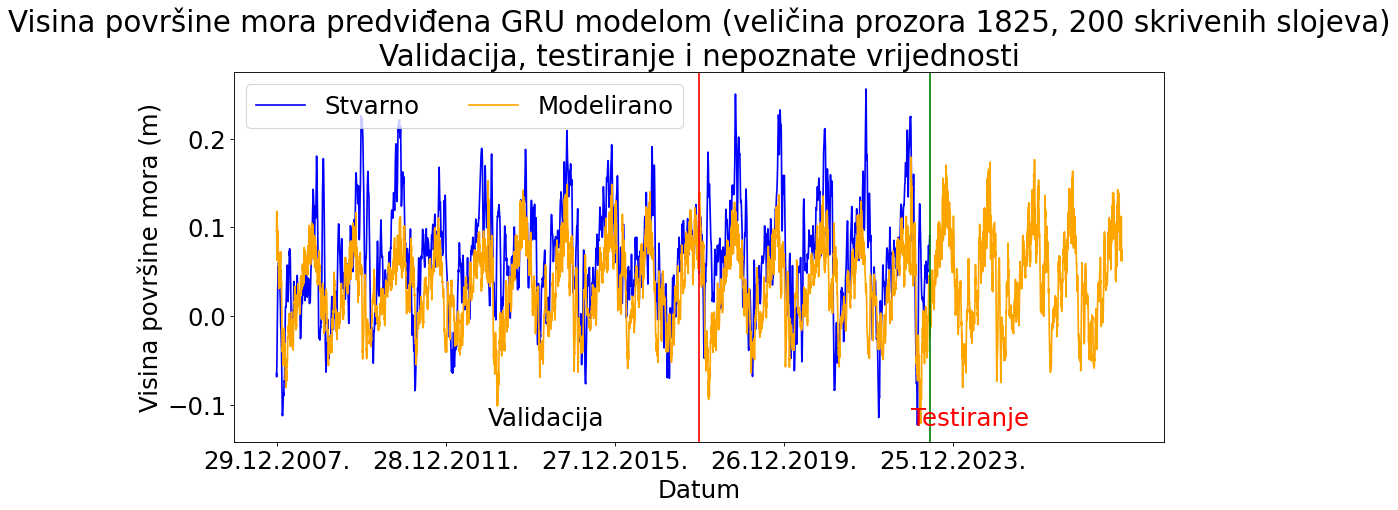 Visina površine mora predviđena GRU modelom (veličina prozora 1825, 200 skrivenih slojeva)
Validacija, testiranje i nepoznate vrijednosti
Stvarno
Modelirano
Visina površine mora (m)
0.2
0.1
0.0
−0.1
Validacija
Testiranje
29.12.2007.
28.12.2011.
27.12.2015.
26.12.2019.
25.12.2023.
Datum